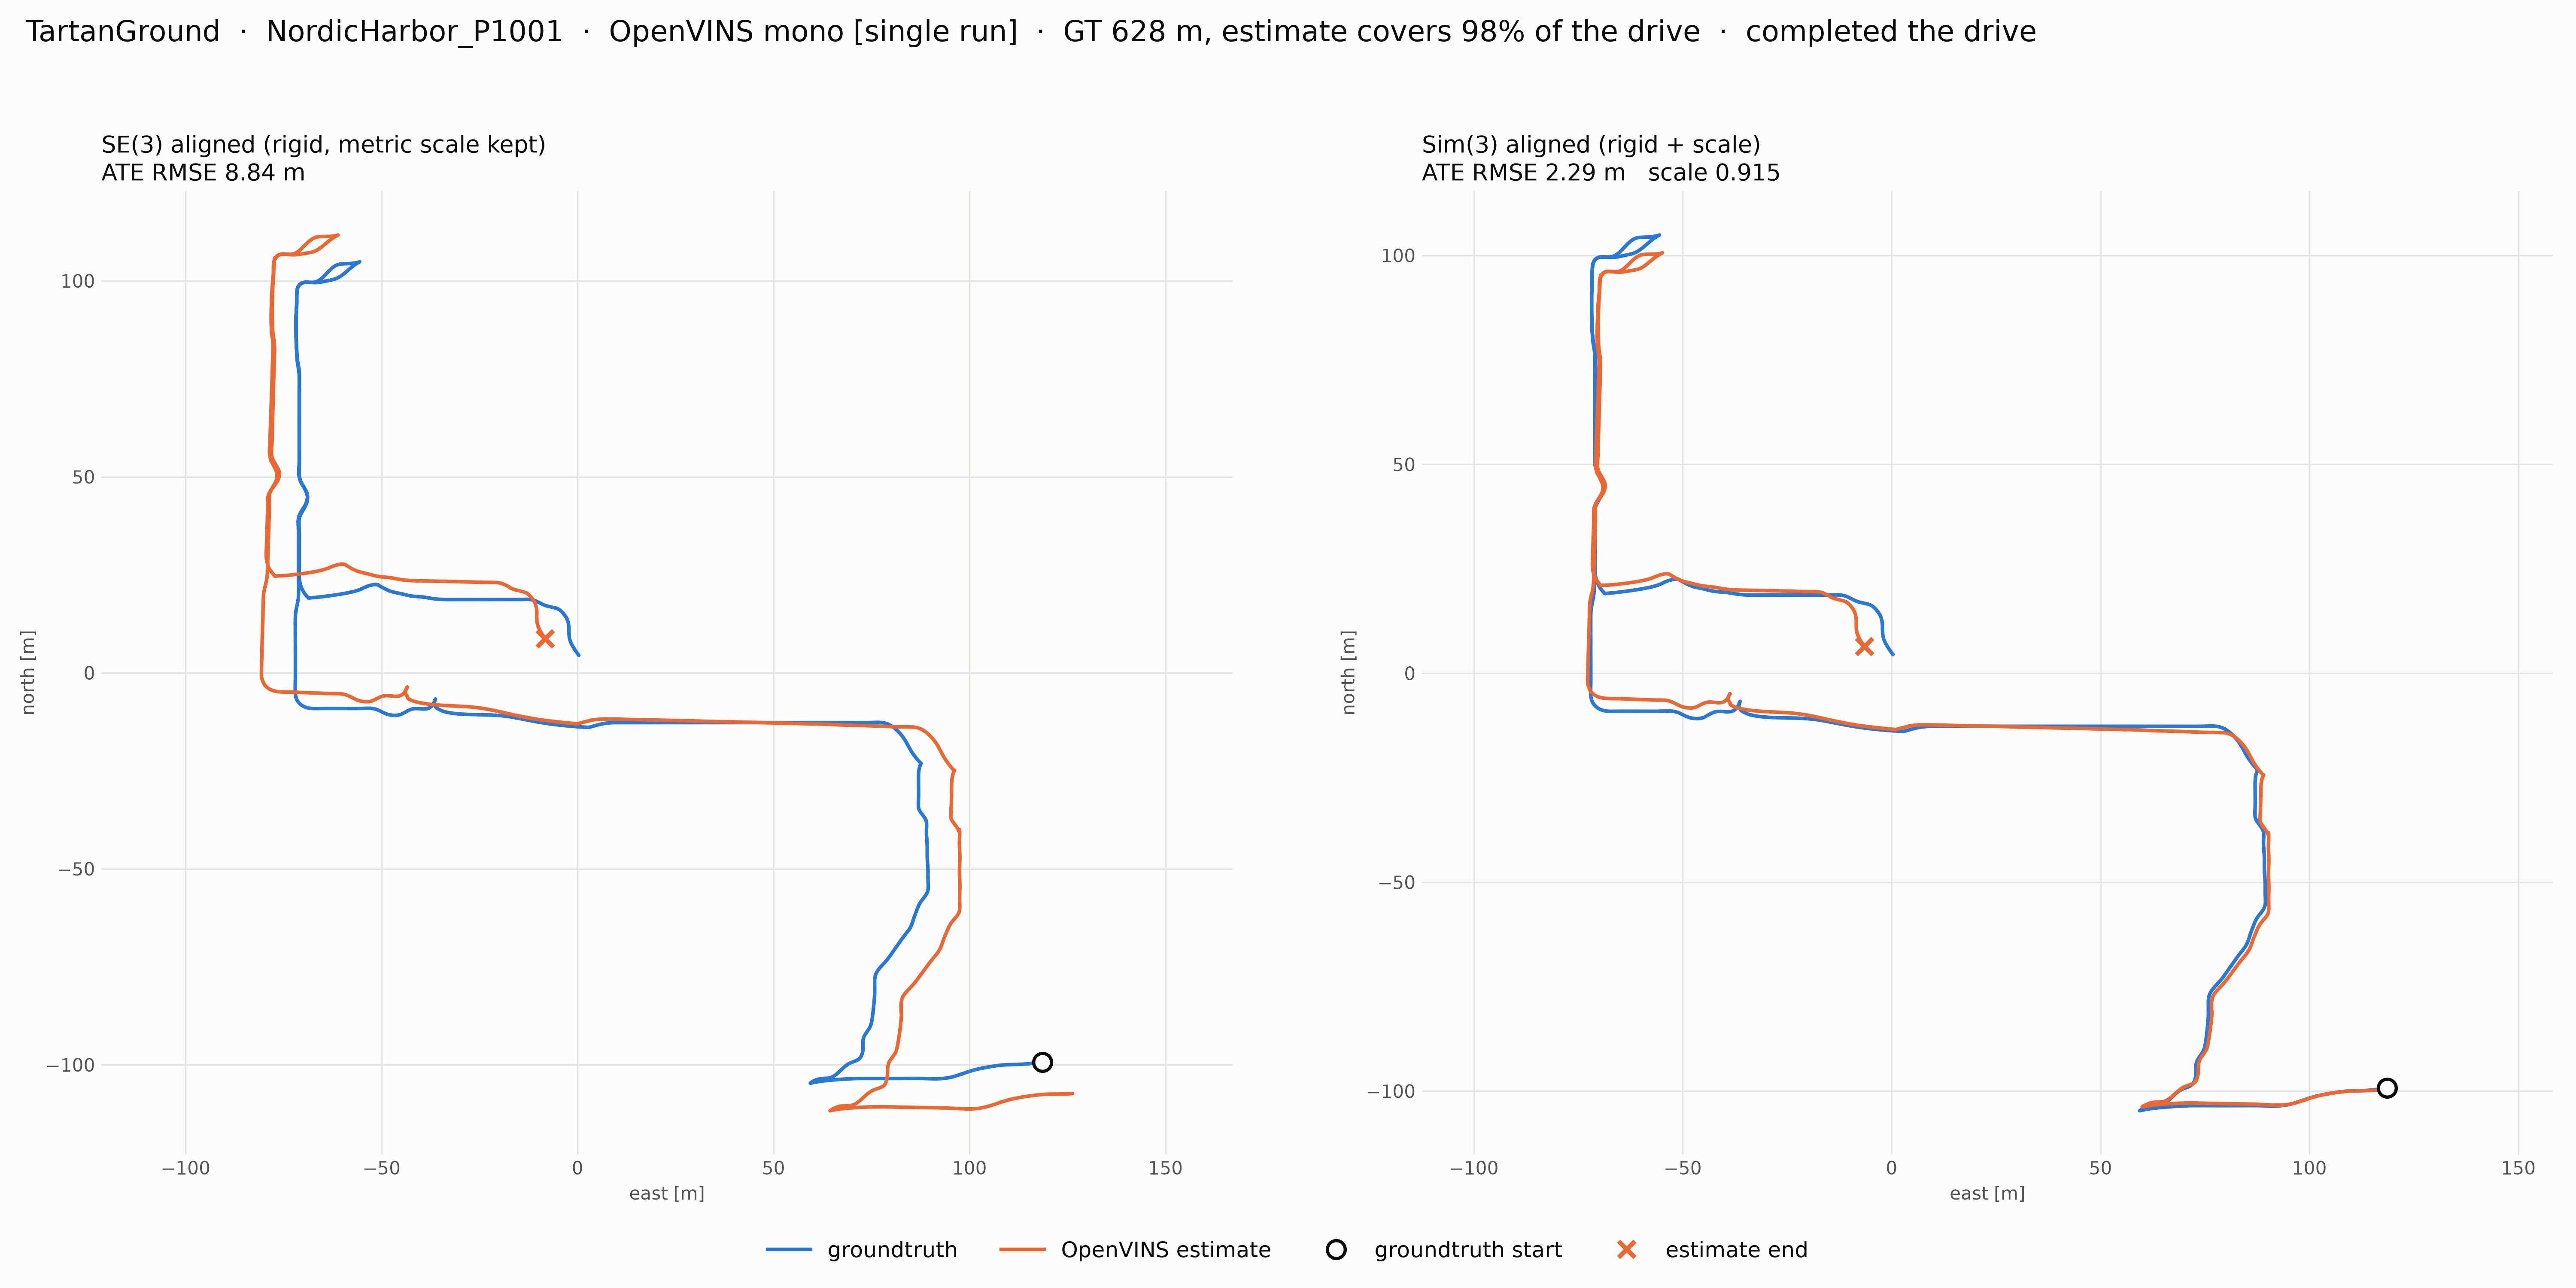 TartanGround · NordicHarbor_P1001 · OpenVINS mono [single run] · GT 628 m, estimate covers 98% of the drive · completed the drive
SE(3) aligned (rigid, metric scale kept)
ATE RMSE 8.84 m
100
50
0
−50
−100
−100
−50
0
50
100
150
north [m]
east [m]
Sim(3) aligned (rigid + scale)
ATE RMSE 2.29 m scale 0.915
100
50
0
−50
−100
−100
−50
0
50
100
150
north [m]
east [m]
groundtruth
OpenVINS estimate
groundtruth start
estimate end